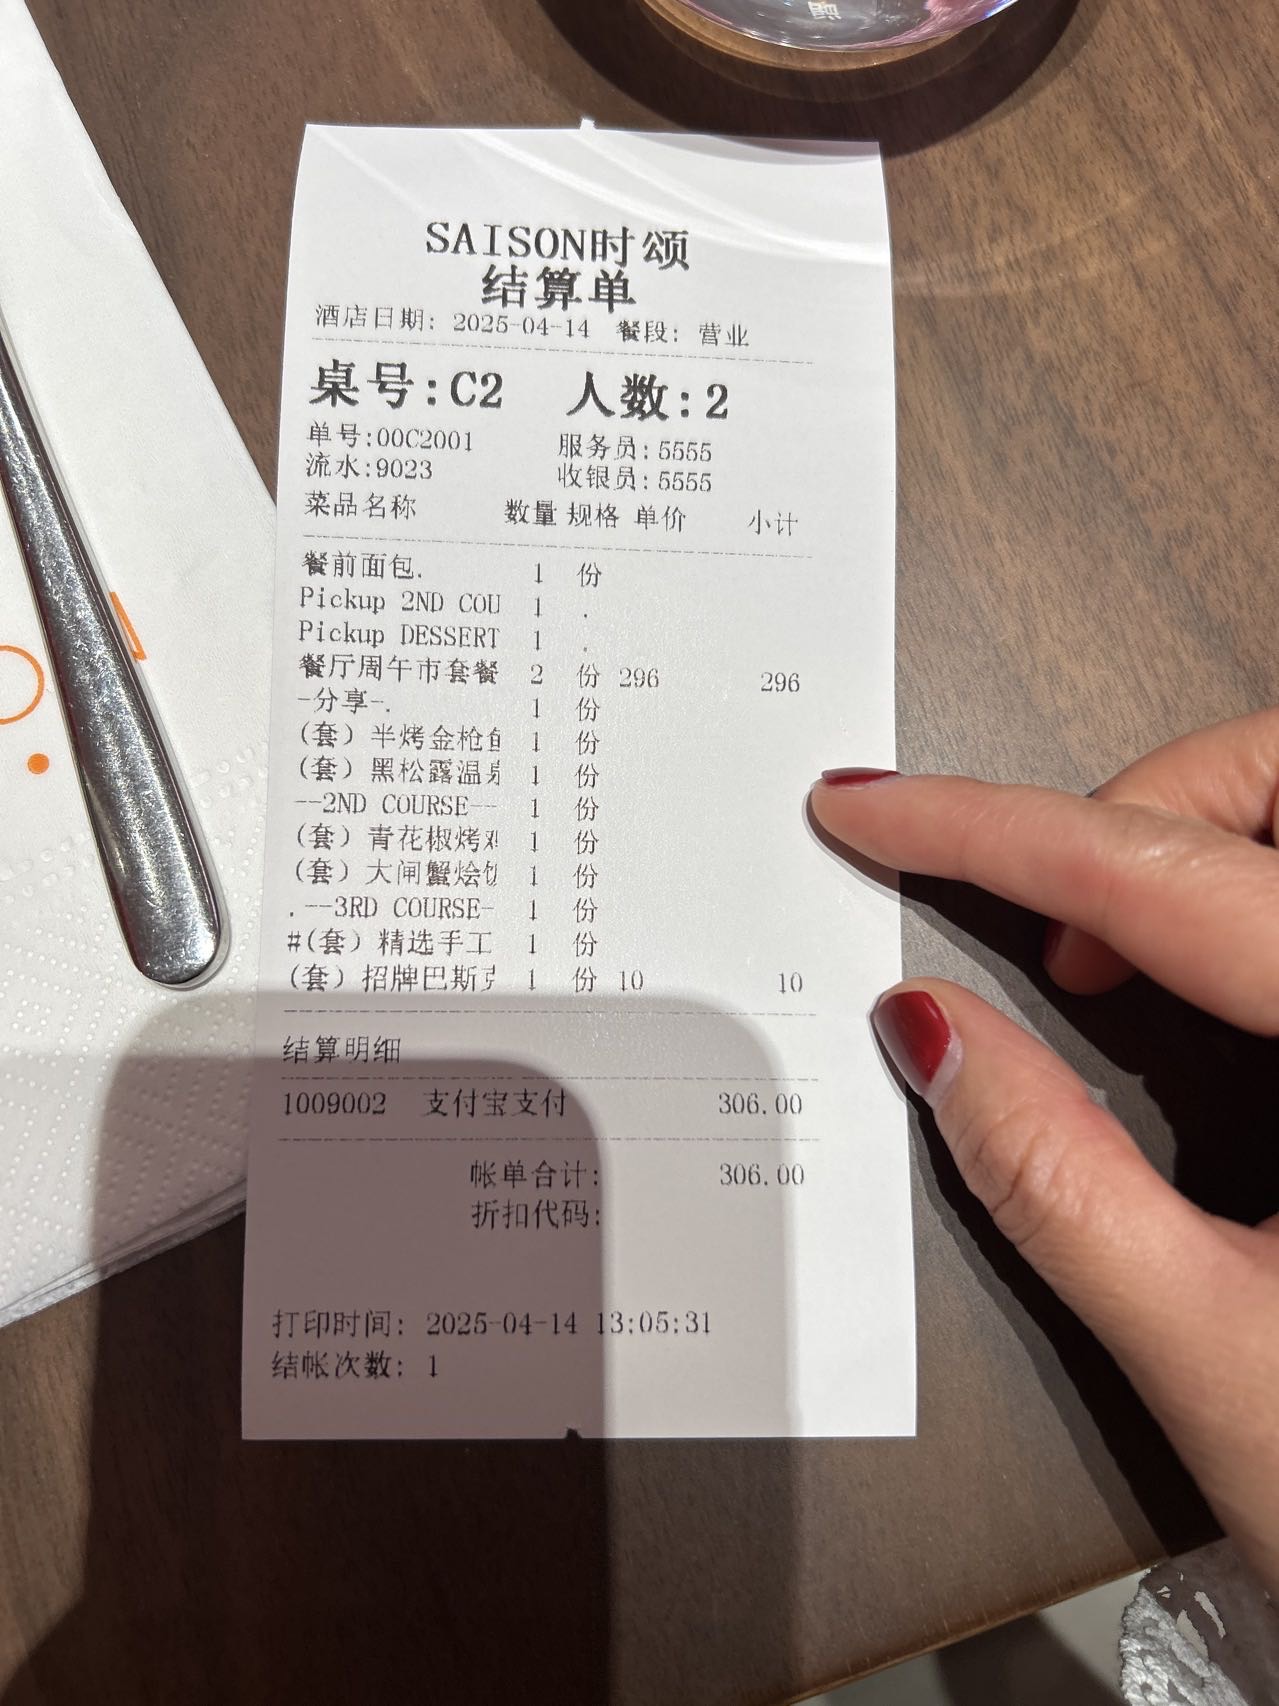 SAISON时颂
结算单
酒店日期: 2025-04-14 餐段: 营业
桌号:C2 人数:2
单号:00C2001 服务员: 5555
流水:9023 收银员: 5555
菜品名称 数量 规格 单价 小计
餐前面包. 1 份
Pickup 2ND COU 1 .
Pickup DESSERT 1 .
餐厅周午市套餐 2 份 296 296
-分享-. 1 份
(套) 半烤金枪鱼 1 份
(套) 黑松露温泉 1 份
--2ND COURSE-- 1 份
(套) 青花椒烤 1 份
(套) 大闸蟹烩 1 份
.--3RD COURSE- 1 份
#(套) 精选手工 1 份
(套) 招牌巴斯克 1 份 10 10
结算明细
1009002 支付宝支付 306.00
帐单合计: 306.00
折扣代码:
打印时间: 2025-04-14 13:05:31
结帐次数: 1